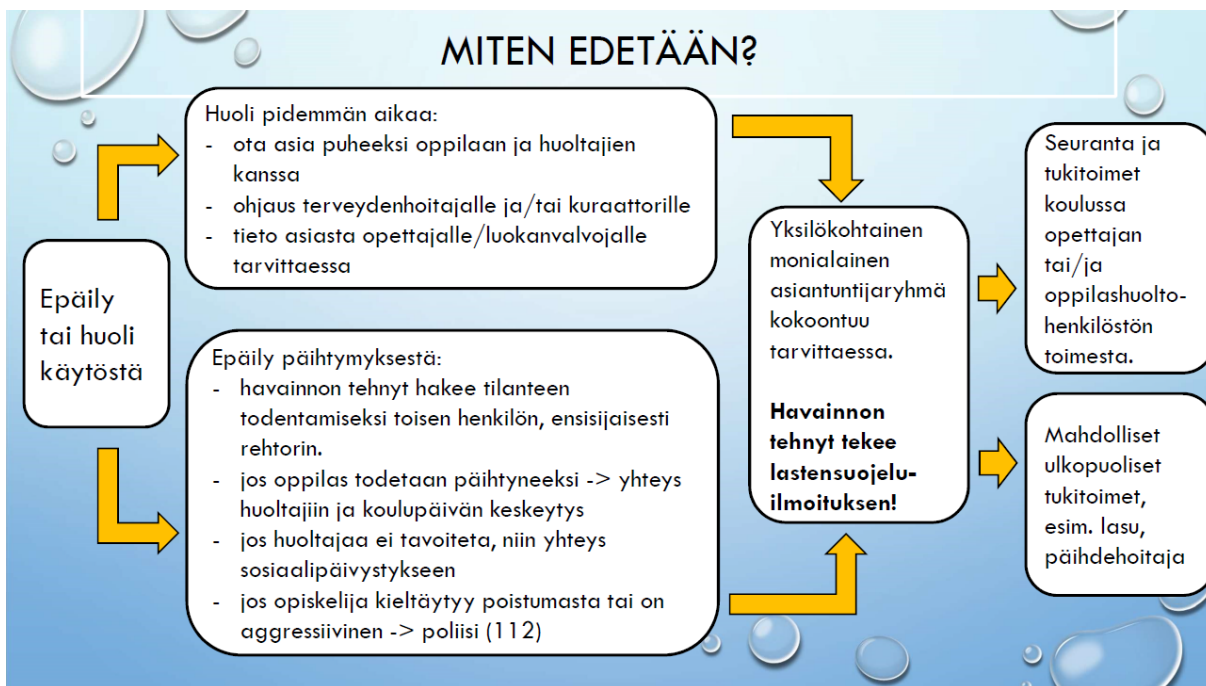 MITEN EDETÄÄN?
Huoli pidemmän aikaa:
- ota asia puheeksi oppilaan ja huoltajien
kanssa
- ohjaus terveydenhoitajalle ja/tai kuraattorille
- tieto asiasta opettajalle/luokanvalvojalle
tarvittaessa
Epäily
tai huoli
käytöstä
Epäily päihtymyksestä:
- havainnon tehnyt hakee tilanteen
todentamiseksi toisen henkilön, ensisijaisesti
rehtorin.
- jos oppilas todetaan päihtyneeksi -> yhteys
huoltajiin ja koulupäivän keskeytys
- jos huoltajaa ei tavoiteta, niin yhteys
sosiaalipäivystykseen
- jos opiskelija kieltäytyy poistumasta tai on
aggressiivinen -> poliisi (112)
Yksilökohtainen
monialainen
asiantuntijaryhmä
kokoontuu
tarvittaessa.
Havainnon
tehnyt tekee
lastensuojelu-
ilmoituksen!
Seuranta ja
tukitoimet
koulussa
opettajan
tai/ja
oppilashuolto-
henkilöstön
toimesta.
Mahdolliset
ulkopuoliset
tukitoimet,
esim. lasu,
päihdehoitaja